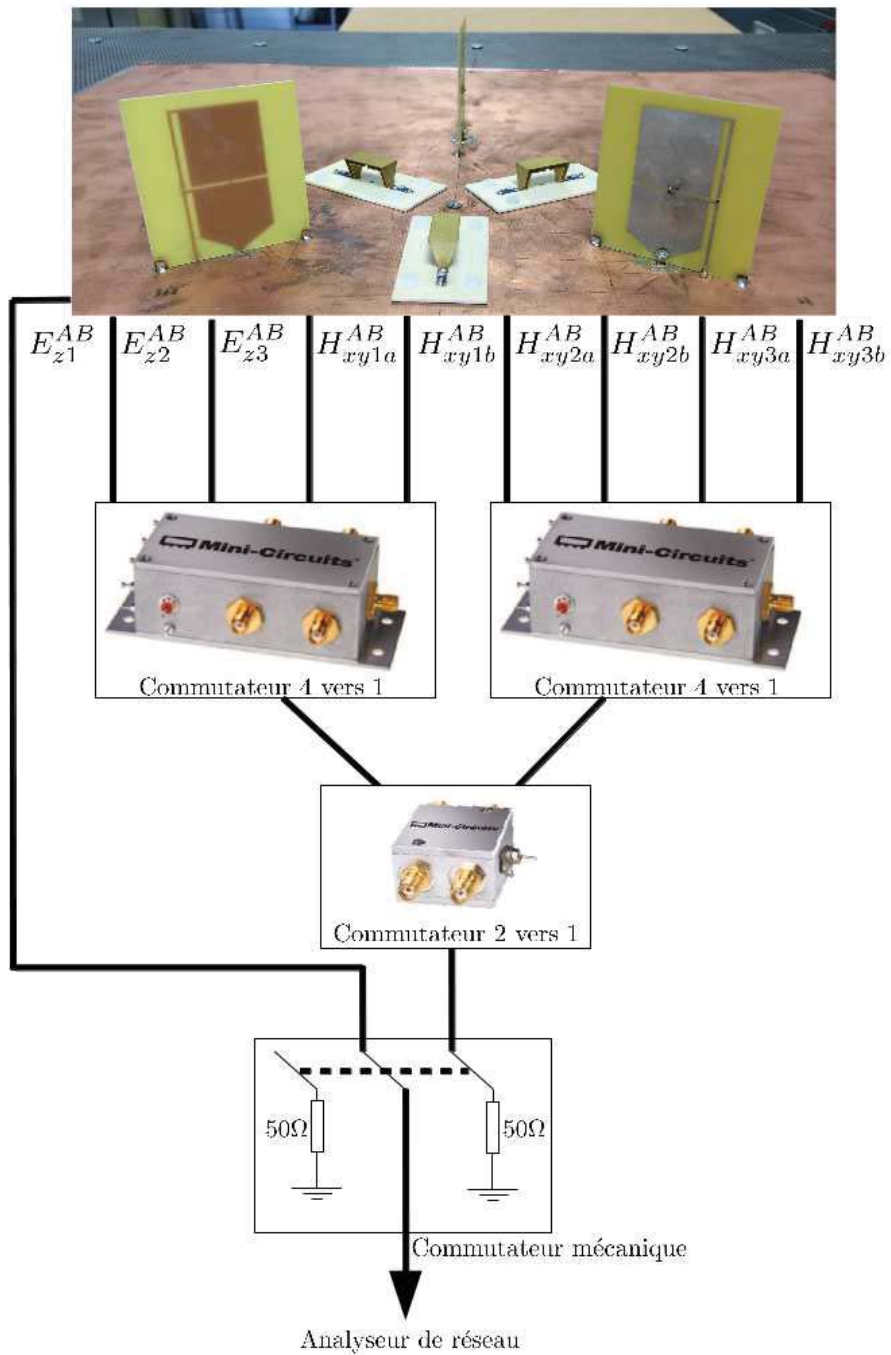 E_{z1}^{AB} E_{z2}^{AB} E_{z3}^{AB} H_{xy1a}^{AB} H_{xy1b}^{AB} H_{xy2a}^{AB} H_{xy2b}^{AB} H_{xy3a}^{AB} H_{xy3b}^{AB}
Mini-Circuits
Mini-Circuits
Commutateur 4 vers 1
Commutateur 4 vers 1
Mini-Circuits
Commutateur 2 vers 1
50Ω
50Ω
Commutateur mécanique
Analyseur de réseau